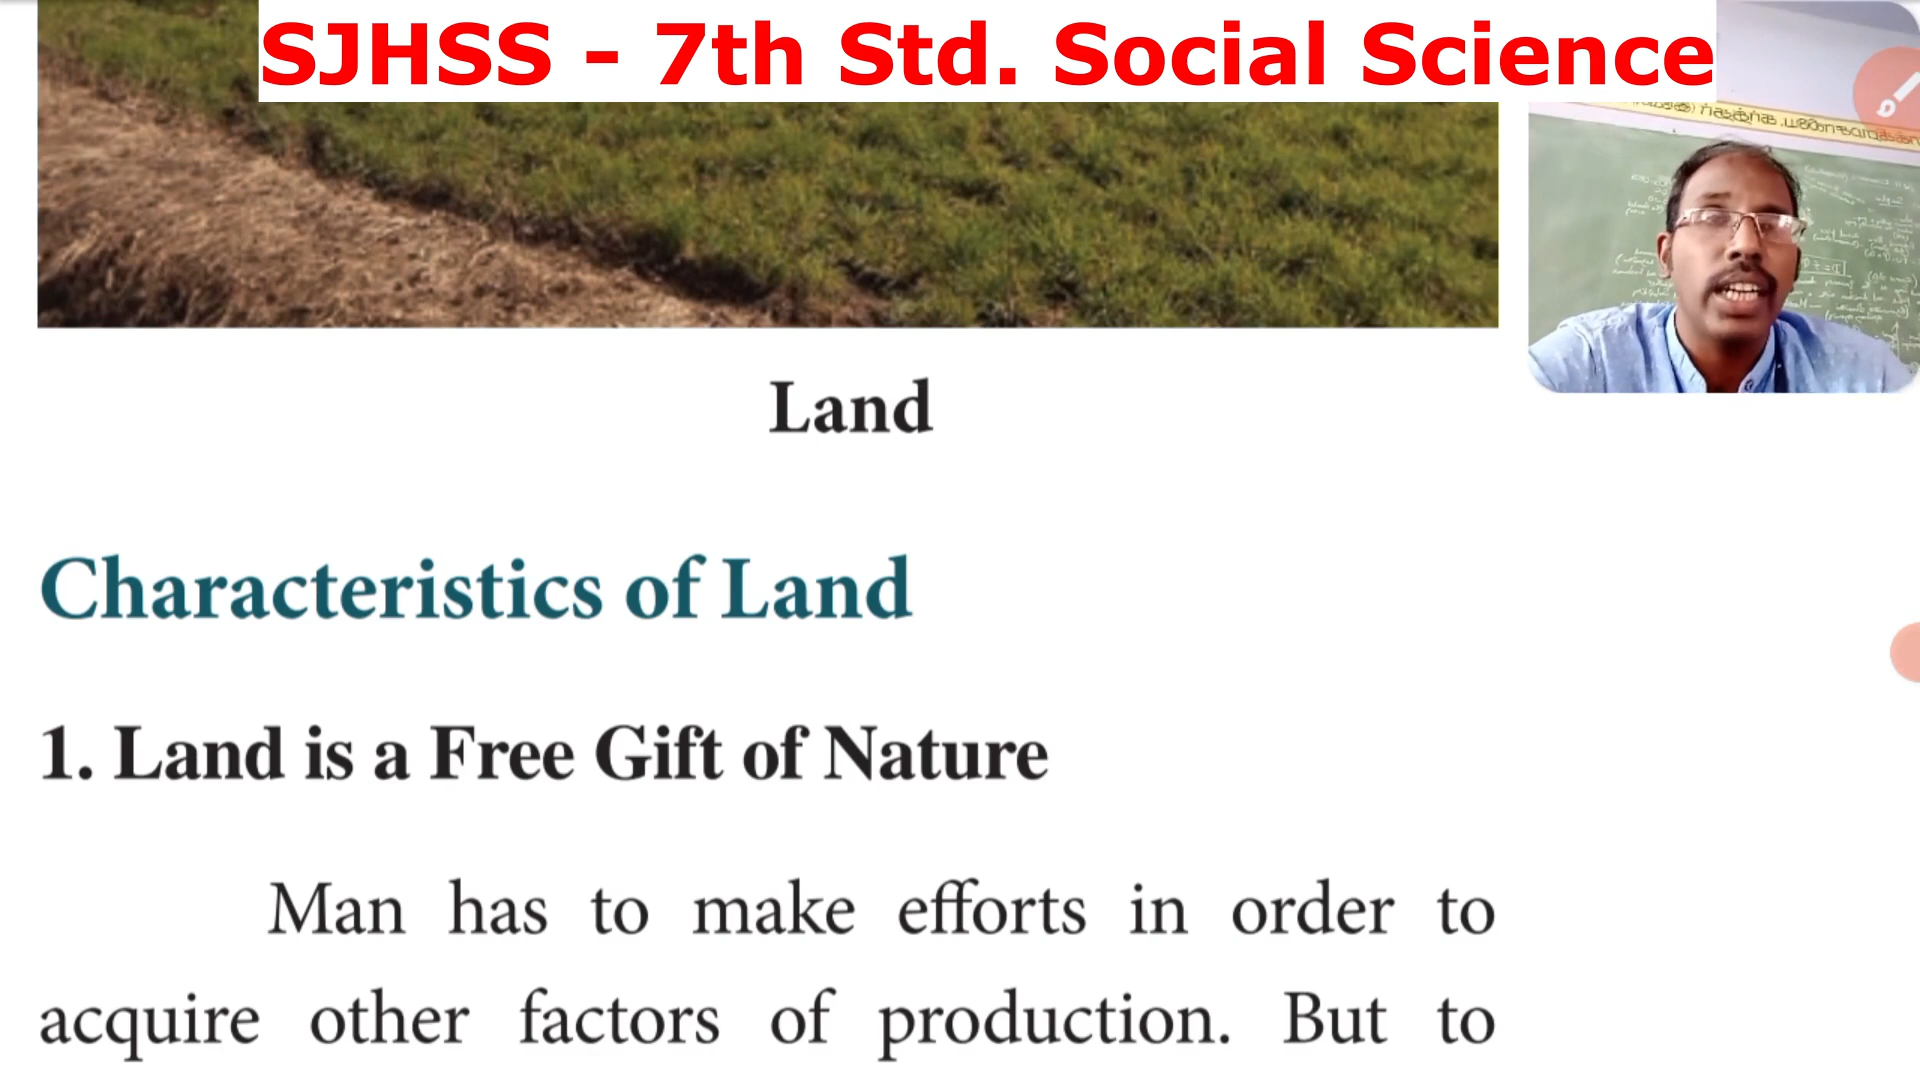 SJHSS - 7th Std. Social Science
Land
Characteristics of Land
1. Land is a Free Gift of Nature
Man has to make efforts in order to
acquire other factors of production. But to